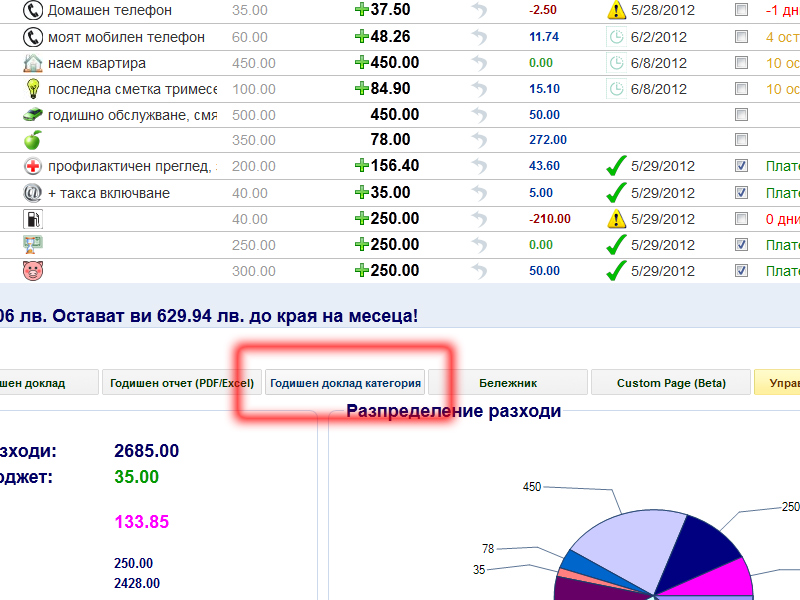 Домашен телефон 35.00 37.50 -2.50 5/28/2012 -1 дн
моят мобилен телефон 60.00 48.26 11.74 6/2/2012 4 ост
наем квартира 450.00 450.00 0.00 6/8/2012 10 ос
последна сметка тримесе 100.00 84.90 15.10 6/8/2012 10 ос
годишно обслужване, смя 500.00 450.00 50.00
350.00 78.00 272.00
профилактичен преглед, 200.00 156.40 43.60 5/29/2012 Плате
+ такса включване 40.00 35.00 5.00 5/29/2012 Плате
40.00 250.00 -210.00 5/29/2012 0 дни
250.00 250.00 0.00 5/29/2012 Плате
300.00 250.00 50.00 5/29/2012 Плате
06 лв. Остават ви 629.94 лв. до края на месеца!
шен доклад Годишен отчет (PDF/Excel) Годишен доклад категория Бележник Custom Page (Beta) Управ
Разпределение разходи
зходи: 2685.00
джет: 35.00
133.85
250.00
2428.00
450
250
78
35